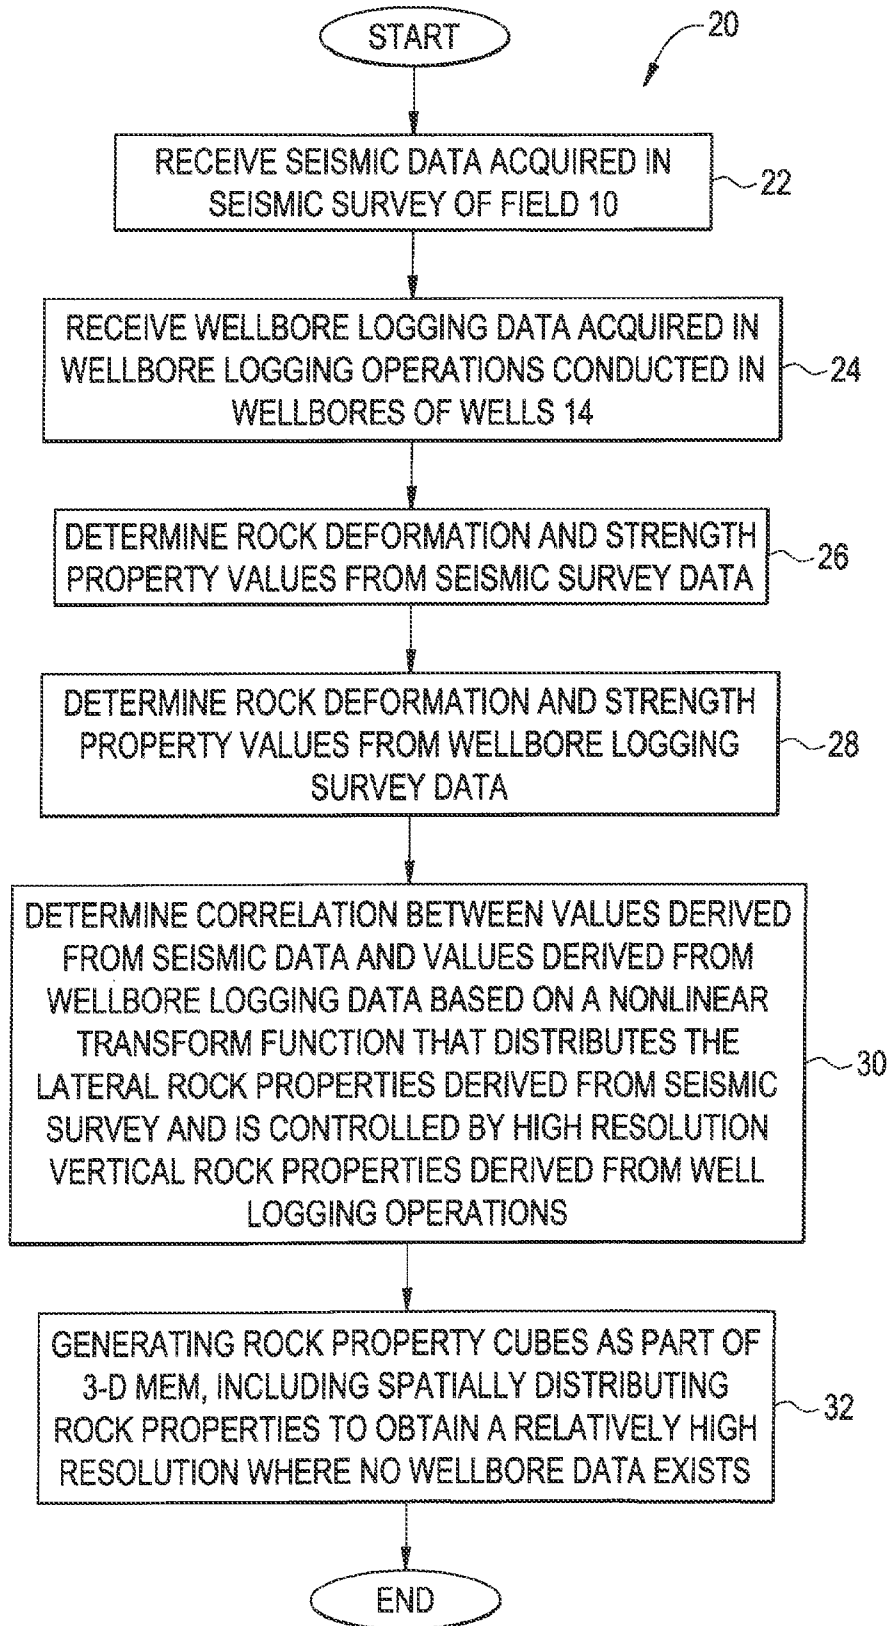 START
20
RECEIVE SEISMIC DATA ACQUIRED IN
SEISMIC SURVEY OF FIELD 10
22
RECEIVE WELLBORE LOGGING DATA ACQUIRED IN
WELLBORE LOGGING OPERATIONS CONDUCTED IN
WELLBORES OF WELLS 14
24
DETERMINE ROCK DEFORMATION AND STRENGTH
PROPERTY VALUES FROM SEISMIC SURVEY DATA
26
DETERMINE ROCK DEFORMATION AND STRENGTH
PROPERTY VALUES FROM WELLBORE LOGGING
SURVEY DATA
28
DETERMINE CORRELATION BETWEEN VALUES DERIVED
FROM SEISMIC DATA AND VALUES DERIVED FROM
WELLBORE LOGGING DATA BASED ON A NONLINEAR
TRANSFORM FUNCTION THAT DISTRIBUTES THE
LATERAL ROCK PROPERTIES DERIVED FROM SEISMIC
SURVEY AND IS CONTROLLED BY HIGH RESOLUTION
VERTICAL ROCK PROPERTIES DERIVED FROM WELL
LOGGING OPERATIONS
30
GENERATING ROCK PROPERTY CUBES AS PART OF
3-D MEM, INCLUDING SPATIALLY DISTRIBUTING
ROCK PROPERTIES TO OBTAIN A RELATIVELY HIGH
RESOLUTION WHERE NO WELLBORE DATA EXISTS
32
END